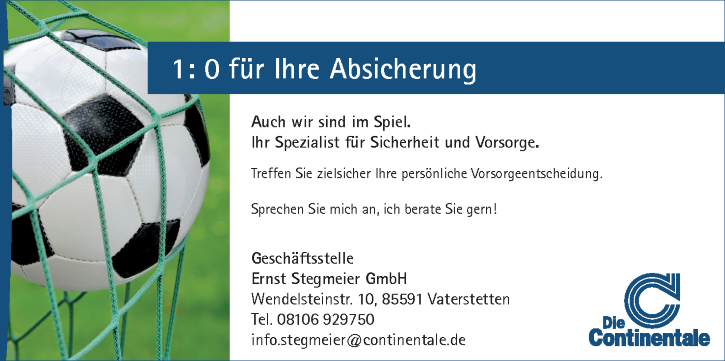 1: 0 für Ihre Absicherung
Auch wir sind im Spiel.
Ihr Spezialist für Sicherheit und Vorsorge.
Treffen Sie zielsicher Ihre persönliche Vorsorgeentscheidung.
Sprechen Sie mich an, ich berate Sie gern!
Geschäftsstelle
Ernst Stegmeier GmbH
Wendelsteinstr. 10, 85591 Vaterstetten
Tel. 08106 929750
info.stegmeier@continentale.de
Die
Continentale